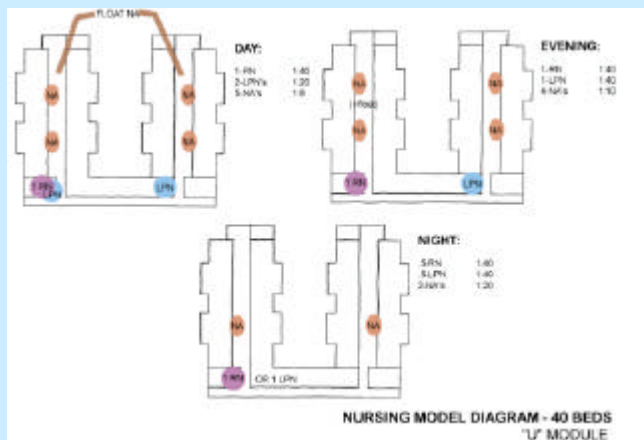 FLOAT NA
NA
NA
NA
NA
1 RN
LPN
LPN
DAY:
1-RN 1:40
2-LPN's 1:20
5-NA's 1:8
NA
NA
NA
NA
1 RN
LPN
EVENING:
1-RN 1:40
1-LPN 1:40
4-NA's 1:10
NA
NA
1 RN
OR 1 LPN
NIGHT:
.5-RN 1:40
.5-LPN 1:40
2-NA's 1:20
NURSING MODEL DIAGRAM - 40 BEDS
"U" MODULE